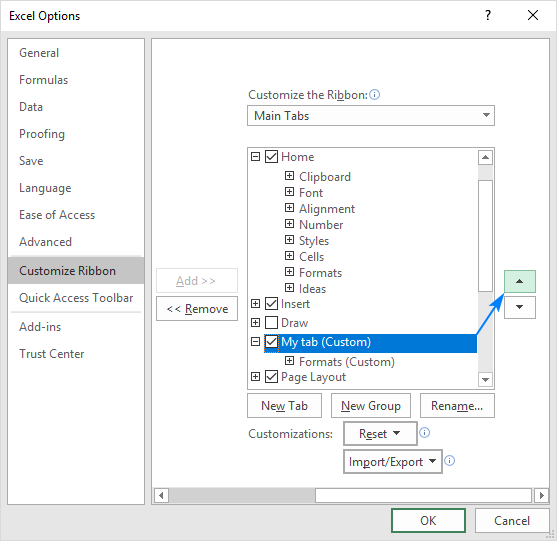 Excel Options
?
General
Formulas
Data
Proofing
Save
Language
Ease of Access
Advanced
Customize Ribbon
Quick Access Toolbar
Add-ins
Trust Center
Add >>
<< Remove
Customize the Ribbon:
Main Tabs
Home
Clipboard
Font
Alignment
Number
Styles
Cells
Formats
Ideas
Insert
Draw
My tab (Custom)
Formats (Custom)
Page Layout
New Tab
New Group
Rename...
Customizations:
Reset
Import/Export
OK
Cancel